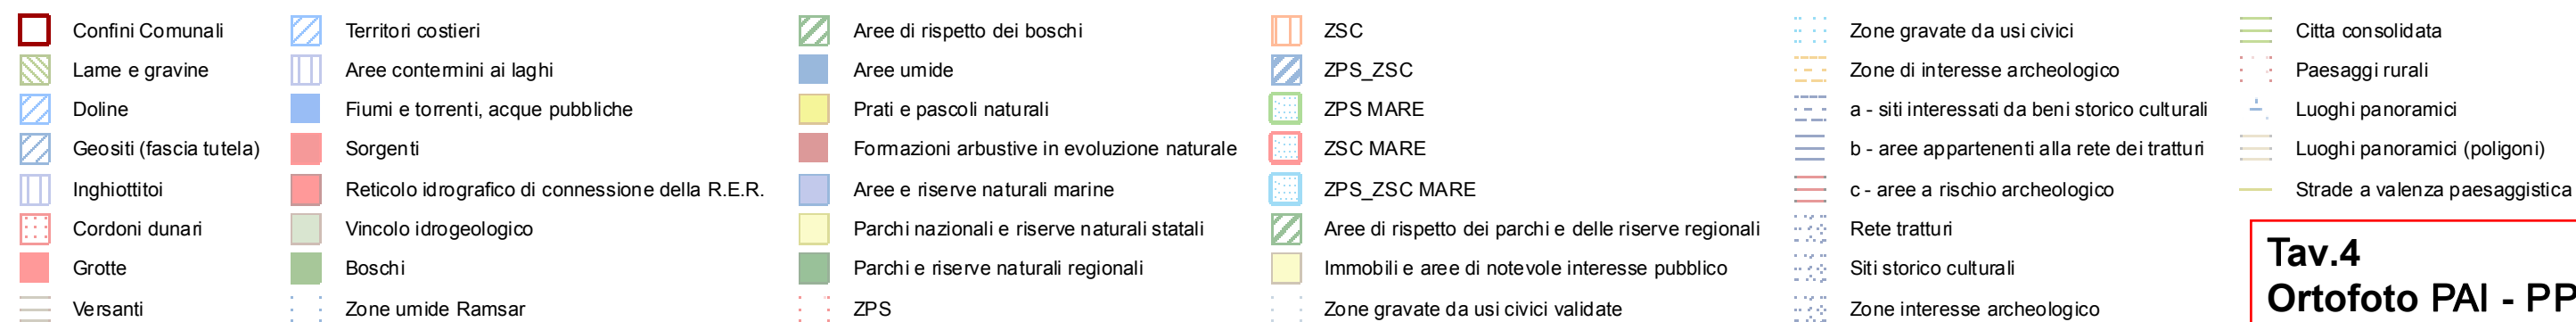 Confini Comunali
Lame e gravine
Doline
Geositi (fascia tutela)
Inghiottitoi
Cordoni dunari
Grotte
Versanti
Territori costieri
Aree contermini ai laghi
Fiumi e torrenti, acque pubbliche
Sorgenti
Reticolo idrografico di connessione della R.E.R.
Vincolo idrogeologico
Boschi
Zone umide Ramsar
Aree di rispetto dei boschi
Aree umide
Prati e pascoli naturali
Formazioni arbustive in evoluzione naturale
Aree e riserve naturali marine
Parchi nazionali e riserve naturali statali
Parchi e riserve naturali regionali
ZPS
ZSC
ZPS_ZSC
ZPS MARE
ZSC MARE
ZPS_ZSC MARE
Aree di rispetto dei parchi e delle riserve regionali
Immobili e aree di notevole interesse pubblico
Zone gravate da usi civici validate
Zone gravate da usi civici
Zone di interesse archeologico
a - siti interessati da beni storico culturali
b - aree appartenenti alla rete dei tratturi
c - aree a rischio archeologico
Rete tratturi
Siti storico culturali
Zone interesse archeologico
Citta consolidata
Paesaggi rurali
Luoghi panoramici
Luoghi panoramici (poligoni)
Strade a valenza paesaggistica
Tav.4
Ortofoto PAI - PP